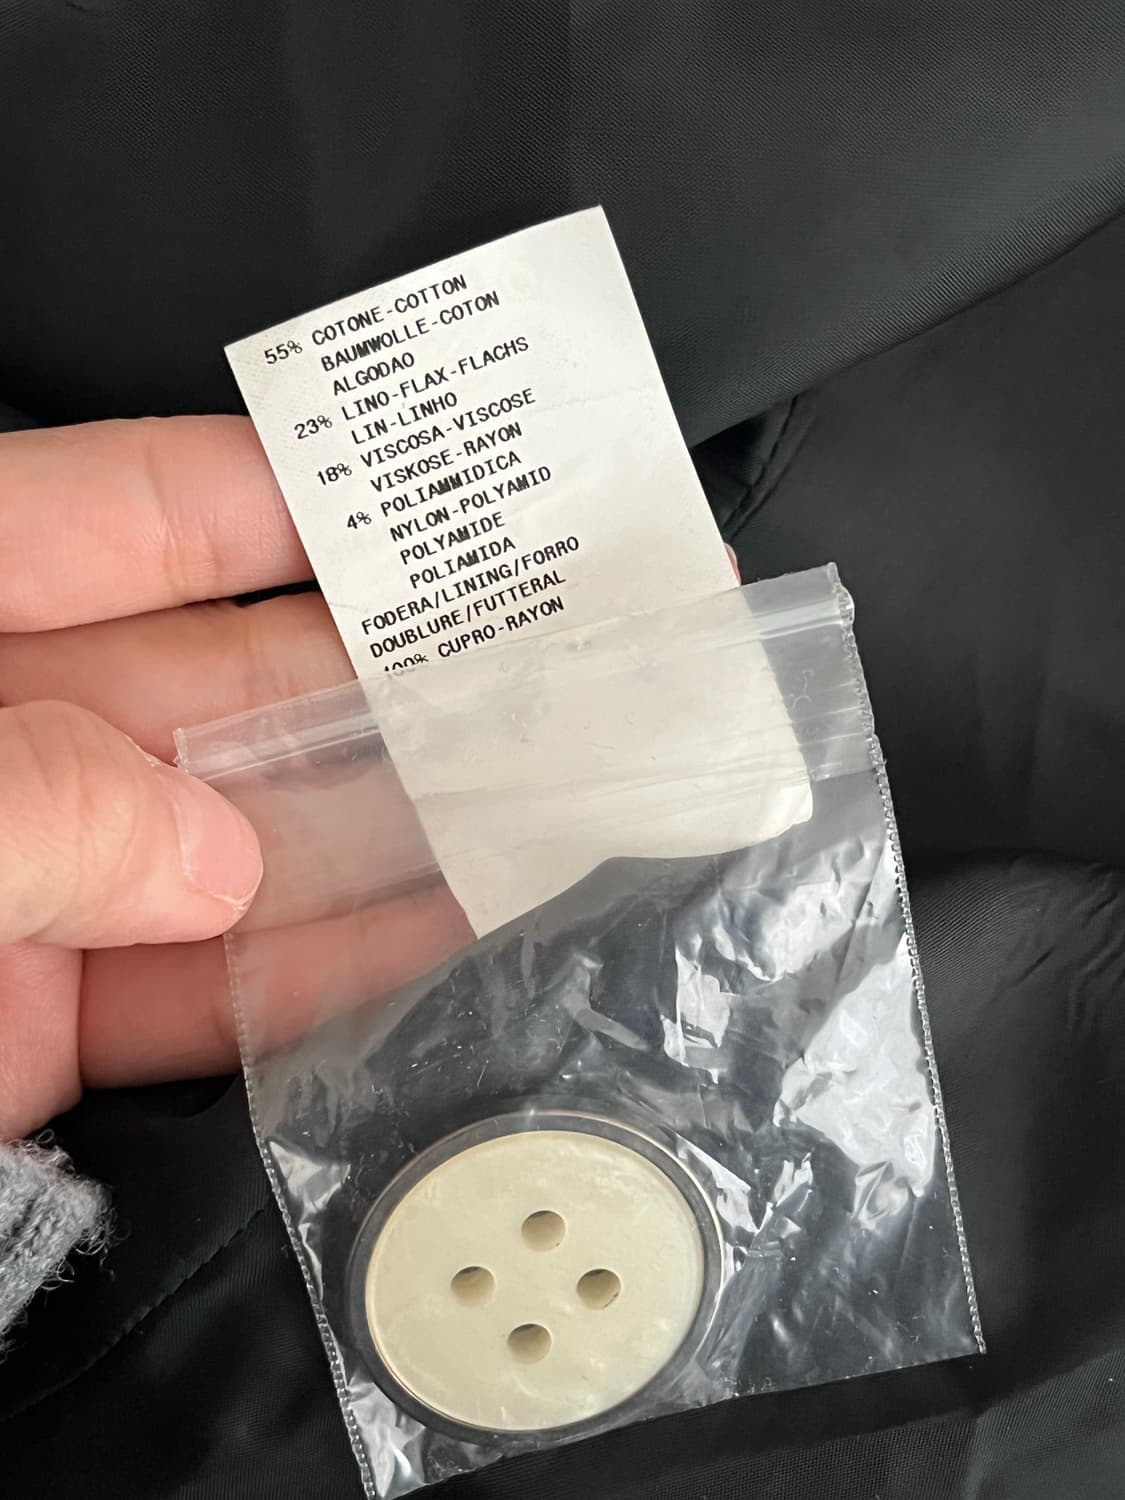 55% COTONE-COTTON
BAUMWOLLE-COTON
ALGODAO
23% LINO-FLAX-FLACHS
LIN-LINHO
18% VISCOSA-VISCOSE
VISKOSE-RAYON
4% POLIAMMIDICA
NYLON-POLYAMID
POLYAMIDE
POLIAMIDA
FODERA/LINING/FORRO
DOUBLURE/FUTTERAL
100% CUPRO-RAYON